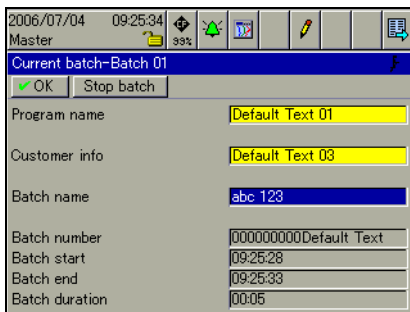 2006/07/04 09:25:34
Master 99%
Current batch-Batch 01
OK Stop batch
Program name Default Text 01
Customer info Default Text 03
Batch name abc 123
Batch number 000000000Default Text
Batch start 09:25:28
Batch end 09:25:33
Batch duration 00:05